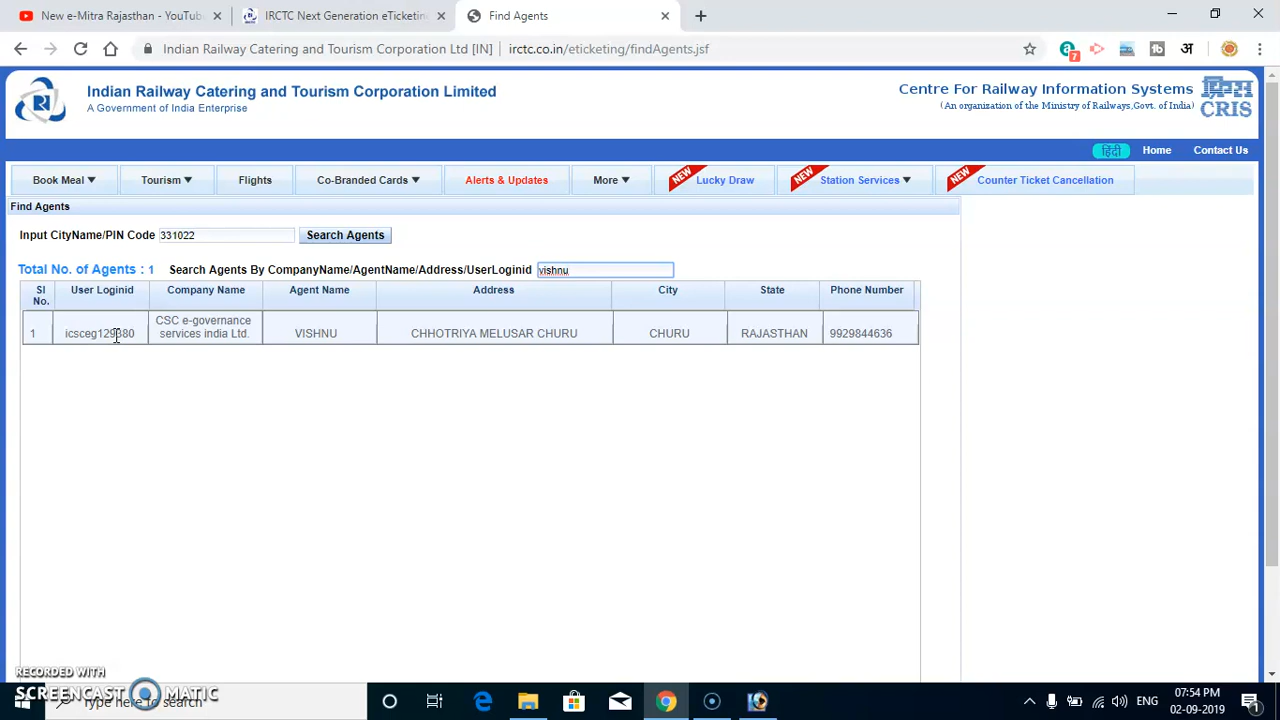 New e-Mitra Rajasthan - YouTub
IRCTC Next Generation eTicketing
Find Agents
Indian Railway Catering and Tourism Corporation Ltd [IN]
irctc.co.in/eticketing/findAgents.jsf
7
अ
Indian Railway Catering and Tourism Corporation Limited
A Government of India Enterprise
Centre For Railway Information Systems
(An organization of the Ministry of Railways,Govt. of India)
क्रिस
CRIS
हिंदी Home Contact Us
Book Meal Tourism Flights Co-Branded Cards Alerts & Updates More NEW Lucky Draw NEW Station Services NEW Counter Ticket Cancellation
Find Agents
Input CityName/PIN Code 331022 Search Agents
Total No. of Agents : 1 Search Agents By CompanyName/AgentName/Address/UserLoginid vishnu
Sl No. User Loginid Company Name Agent Name Address City State Phone Number
1 CSC e-governance services india Ltd. VISHNU CHHOTRIYA MELUSAR CHURU CHURU RAJASTHAN 9929844636
RECORDED WITH
SCREENCAST MATIC
Type here to search
ENG
07:54 PM
02-09-2019
1